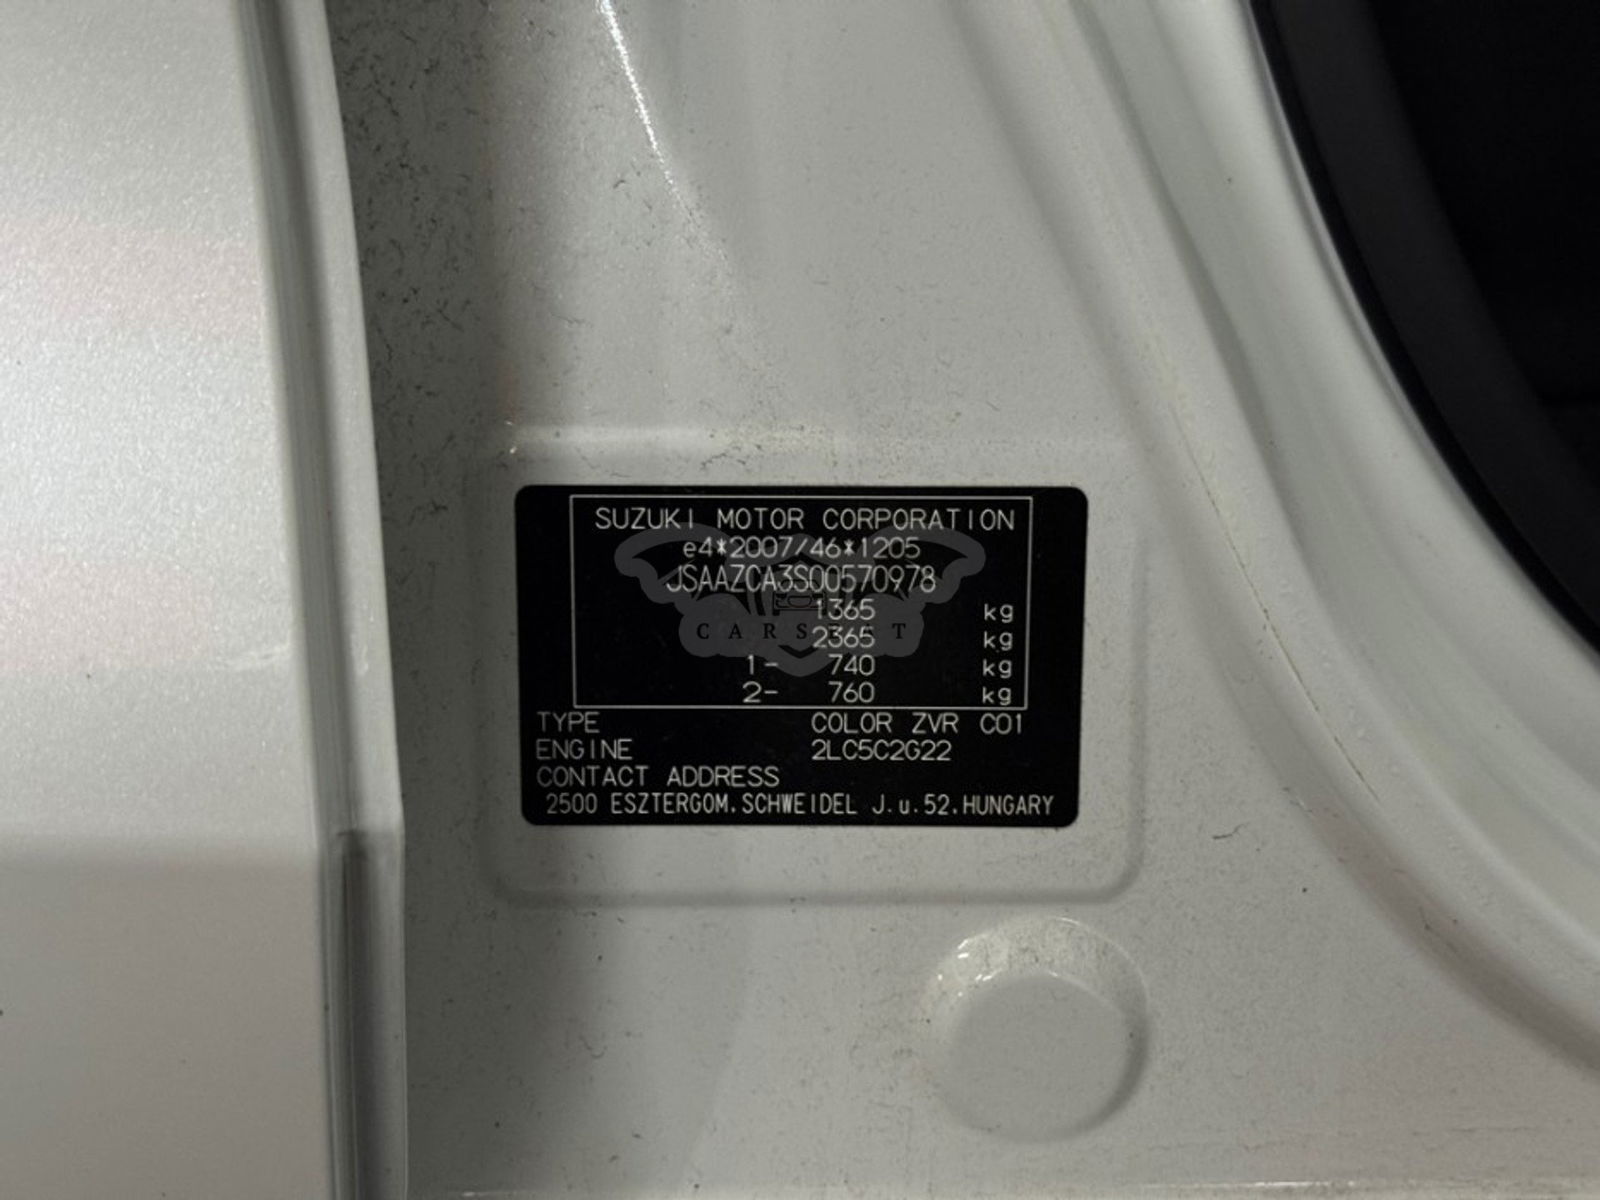 SUZUKI MOTOR CORPORATION
e4*2007/46*1205
JSAAZCA3S00570978
1365 kg
2365 kg
1- 740 kg
2- 760 kg
TYPE COLOR ZVR C01
ENGINE 2LC5C2G22
CONTACT ADDRESS
2500 ESZTERGOM.SCHWEIDEL J.u.52.HUNGARY
CARSEAT